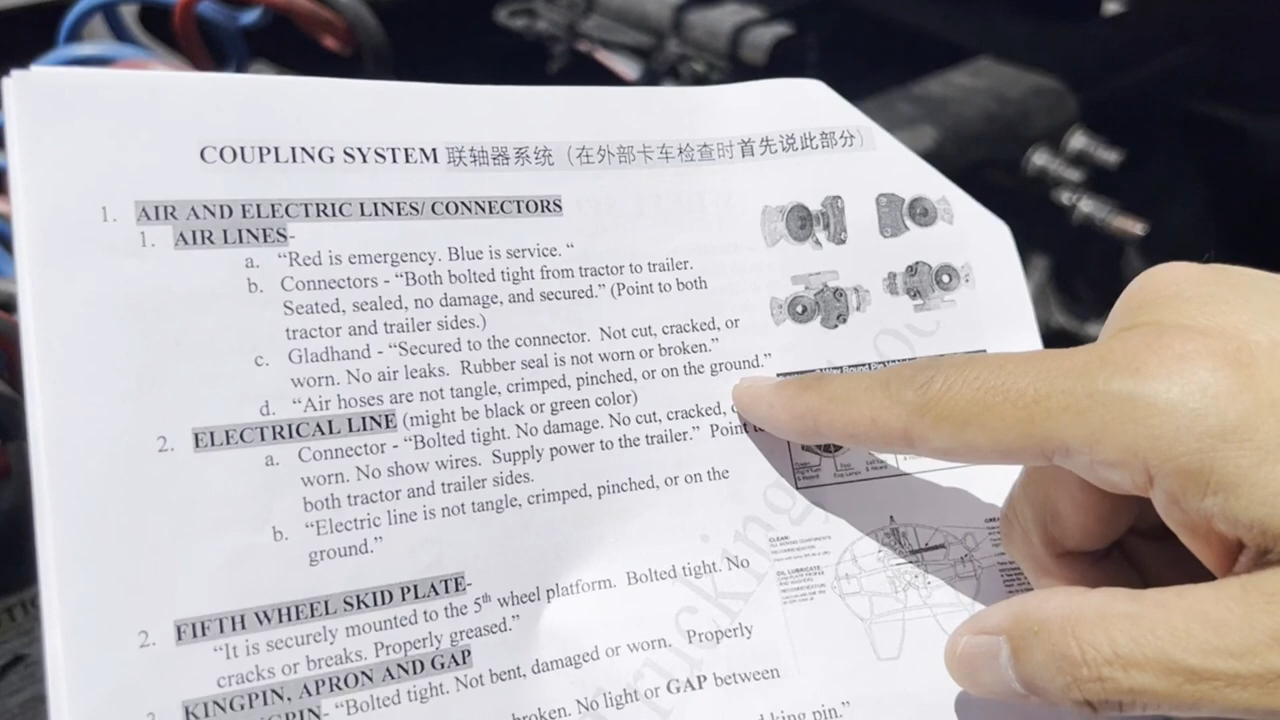 COUPLING SYSTEM 联轴器系统（在外部卡车检查时首先说此部分）
1. AIR AND ELECTRIC LINES/ CONNECTORS
1. AIR LINES-
a. “Red is emergency. Blue is service. “
b. Connectors - “Both bolted tight from tractor to trailer.
Seated, sealed, no damage, and secured.” (Point to both
tractor and trailer sides.)
c. Gladhand - “Secured to the connector. Not cut, cracked, or
worn. No air leaks. Rubber seal is not worn or broken.”
d. “Air hoses are not tangle, crimped, pinched, or on the ground.”
2. ELECTRICAL LINE (might be black or green color)
a. Connector - “Bolted tight. No damage. No cut, cracked,
worn. No show wires. Supply power to the trailer.” Point
both tractor and trailer sides.
b. “Electric line is not tangle, crimped, pinched, or on the
ground.”
2. FIFTH WHEEL SKID PLATE-
“It is securely mounted to the 5th wheel platform. Bolted tight. No
cracks or breaks. Properly greased.”
KINGPIN, APRON AND GAP
“Bolted tight. Not bent, damaged or worn. Properly
broken. No light or GAP between
king pin.”
CLEAN:
OIL LUBRICATE:
Trucking